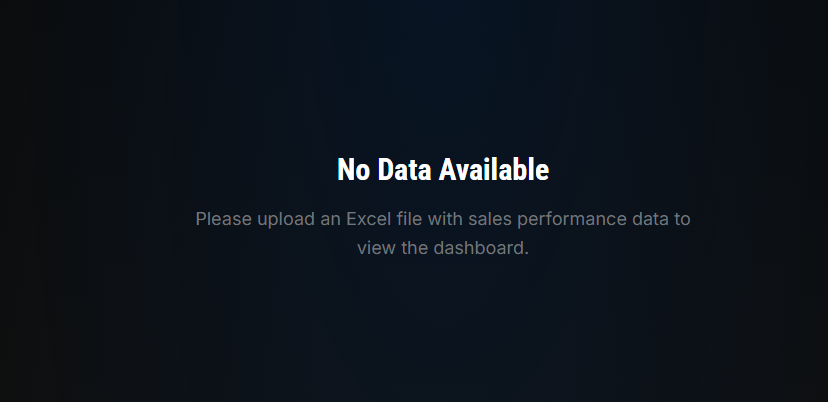 No Data Available
Please upload an Excel file with sales performance data to
view the dashboard.